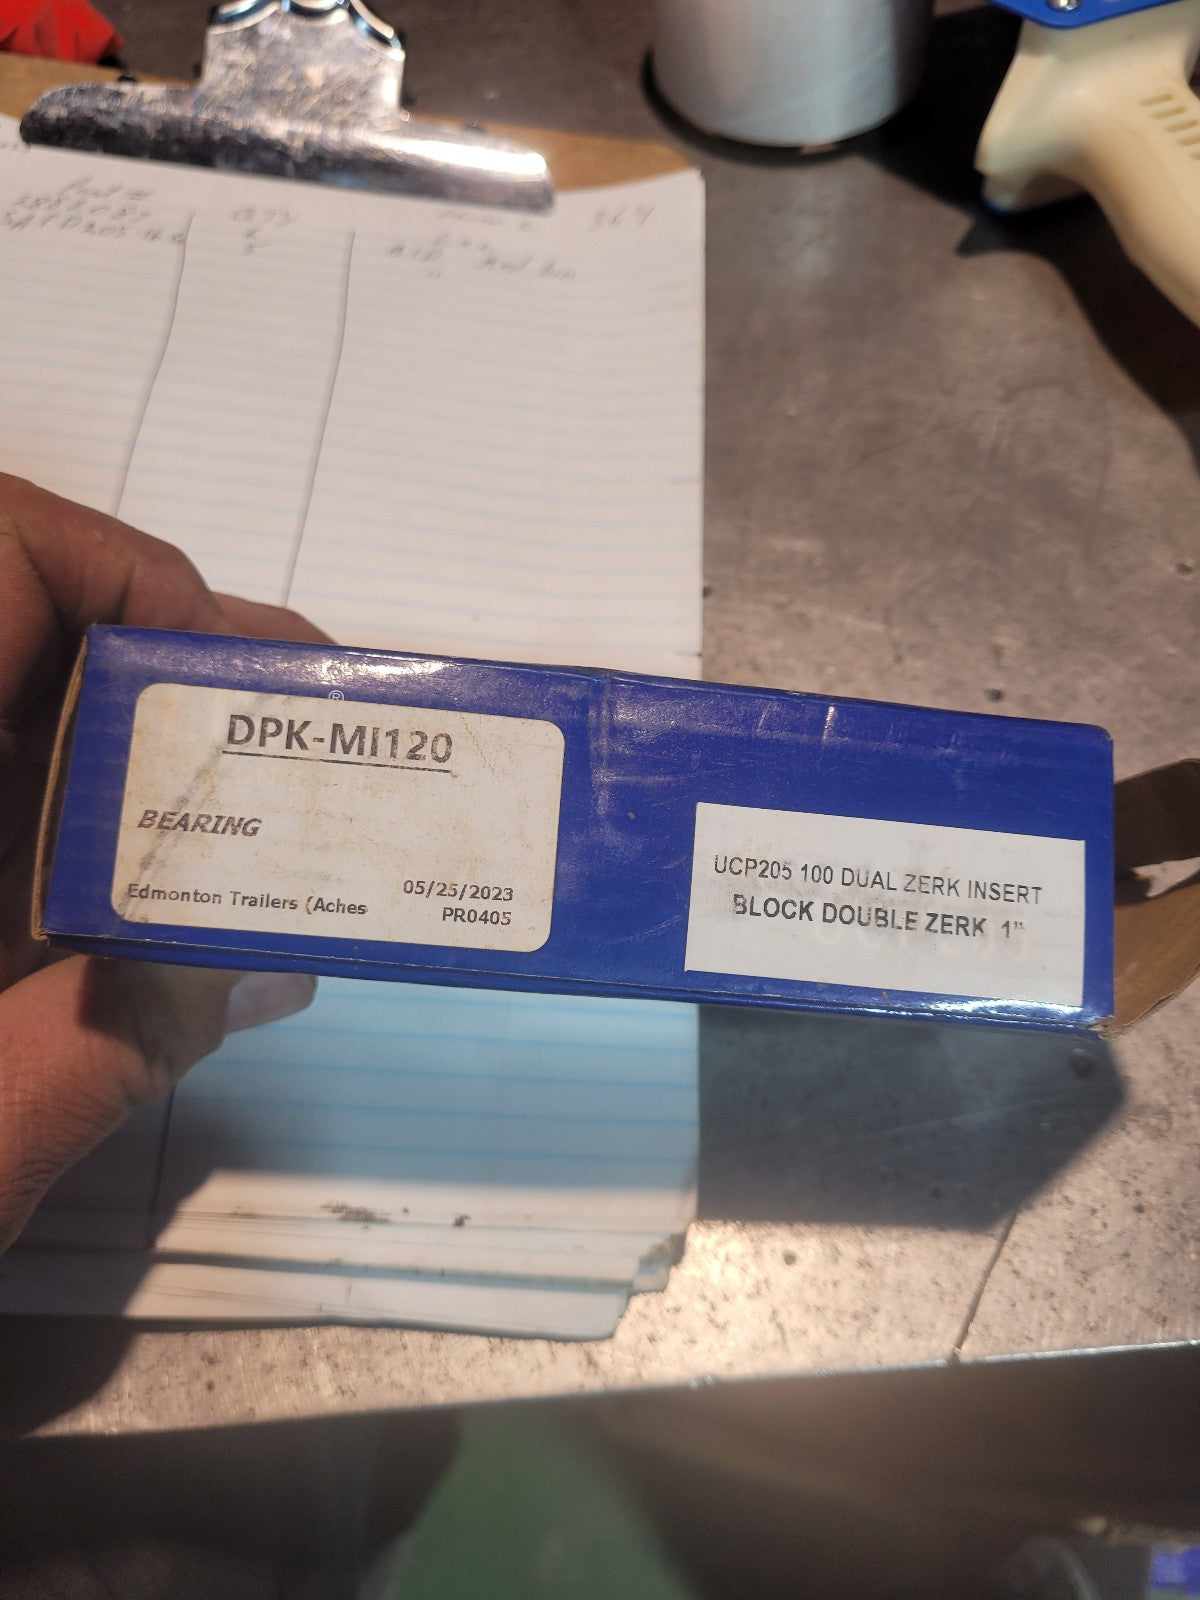 364
®
DPK-MI120
BEARING
Edmonton Trailers (Aches
05/25/2023
PR0405
UCP205 100 DUAL ZERK INSERT
BLOCK DOUBLE ZERK 1"